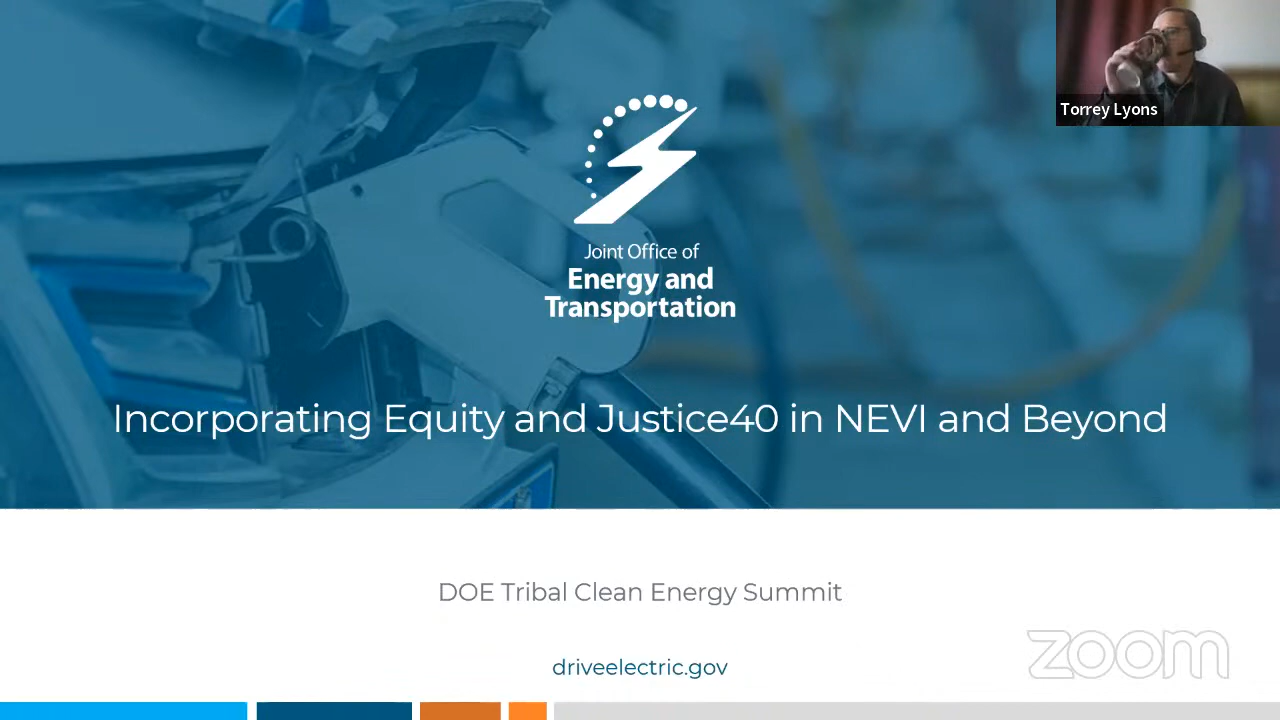 Torrey Lyons
Joint Office of
Energy and
Transportation
Incorporating Equity and Justice40 in NEVI and Beyond
DOE Tribal Clean Energy Summit
driveelectric.gov
zoom